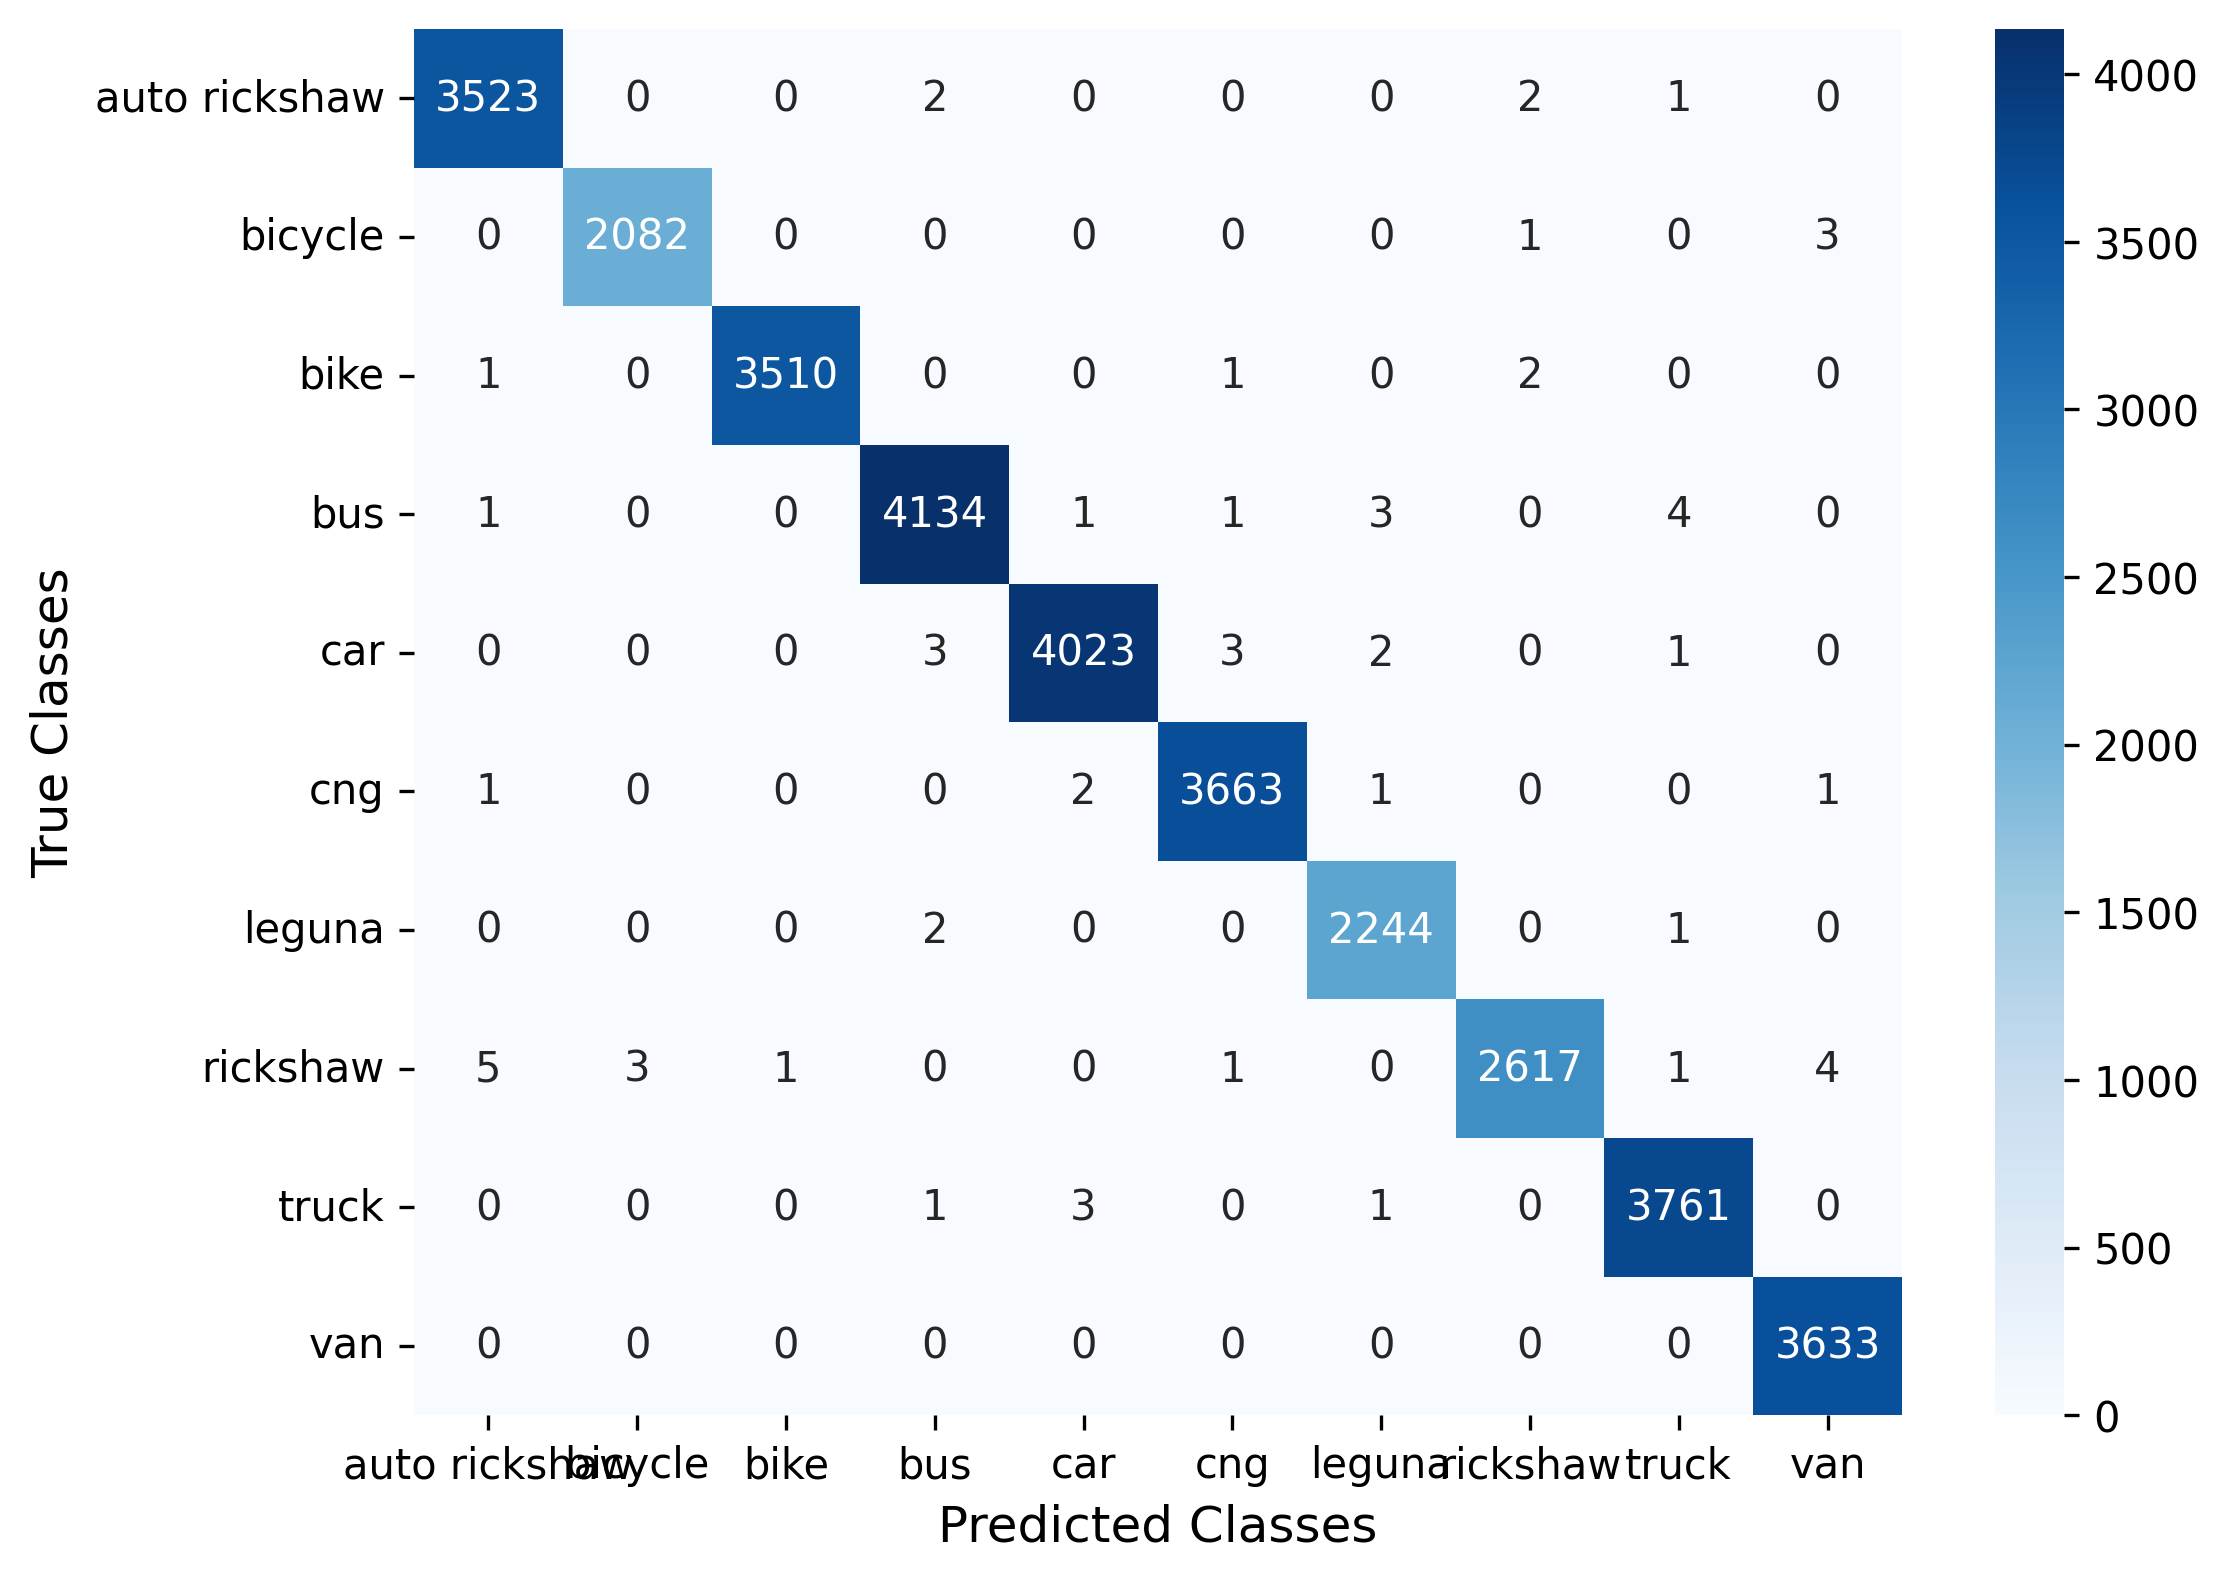 auto rickshaw 3523 0 0 2 0 0 0 2 1 0
bicycle 0 2082 0 0 0 0 0 1 0 3
bike 1 0 3510 0 0 1 0 2 0 0
bus 1 0 0 4134 1 1 3 0 4 0
car 0 0 0 3 4023 3 2 0 1 0
cng 1 0 0 0 2 3663 1 0 0 1
leguna 0 0 0 2 0 0 2244 0 1 0
rickshaw 5 3 1 0 0 1 0 2617 1 4
truck 0 0 0 1 3 0 1 0 3761 0
van 0 0 0 0 0 0 0 0 0 3633
auto rickshaw bicycle bike bus car cng leguna rickshaw truck van
Predicted Classes
True Classes
4000
3500
3000
2500
2000
1500
1000
500
0